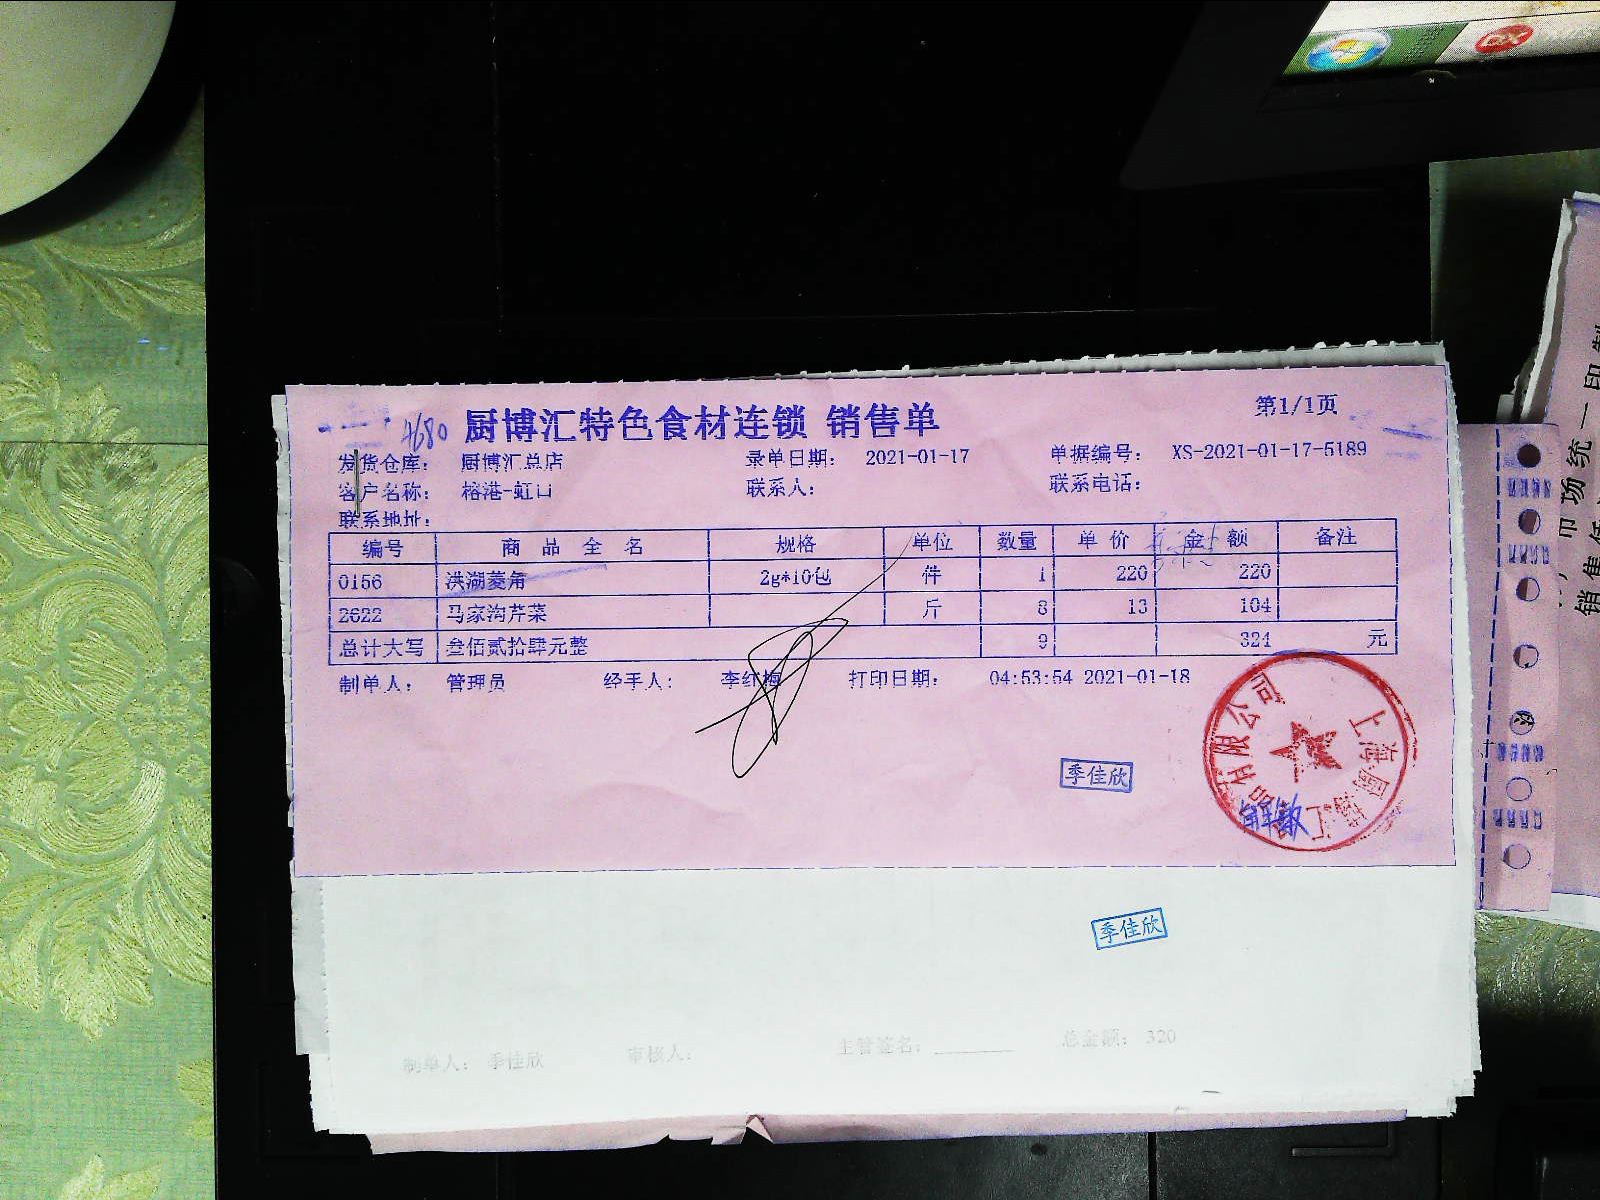 4680
厨博汇特色食材连锁 销售单
第1/1页
发货仓库: 厨博汇总店 录单日期: 2021-01-17 单据编号: XS-2021-01-17-5189
客户名称: 榕港-虹口 联系人: 联系电话:
联系地址:
编号 商品全名 规格 单位 数量 单价 金额 备注
0156 洪湖菱角 2g*10包 件 1 220 220
2622 马家沟芹菜 斤 8 13 104
总计大写 叁佰贰拾肆元整 9 324 元
制单人: 管理员 经手人: 李红梅 打印日期: 04:53:54 2021-01-18
季佳欣
季佳欣
制单人: 季佳欣 审核人: 主管签名: 总金额: 320